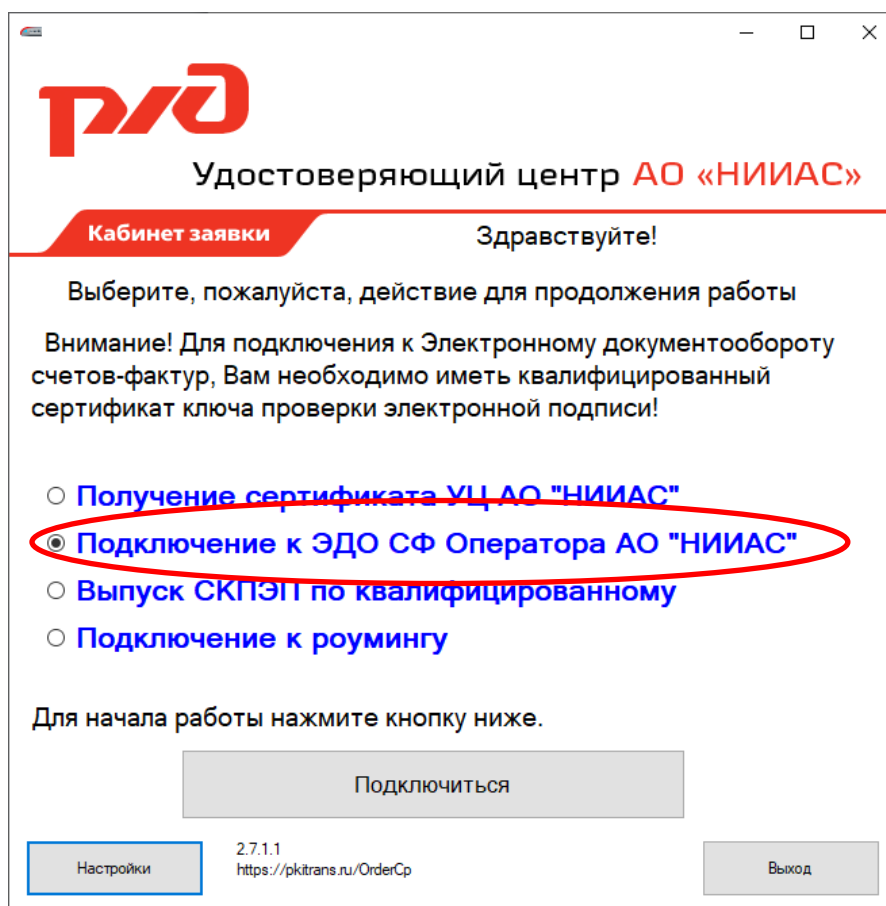 ржд
Удостоверяющий центр АО «НИИАС»
Кабинет заявки
Здравствуйте!
Выберите, пожалуйста, действие для продолжения работы
Внимание! Для подключения к Электронному документообороту
счетов-фактур, Вам необходимо иметь квалифицированный
сертификат ключа проверки электронной подписи!
Получение сертификата УЦ АО "НИИАС"
Подключение к ЭДО СФ Оператора АО "НИИАС"
Выпуск СКПЭП по квалифицированному
Подключение к роумингу
Для начала работы нажмите кнопку ниже.
Подключиться
Настройки
2.7.1.1
https://pkitrans.ru/OrderCp
Выход